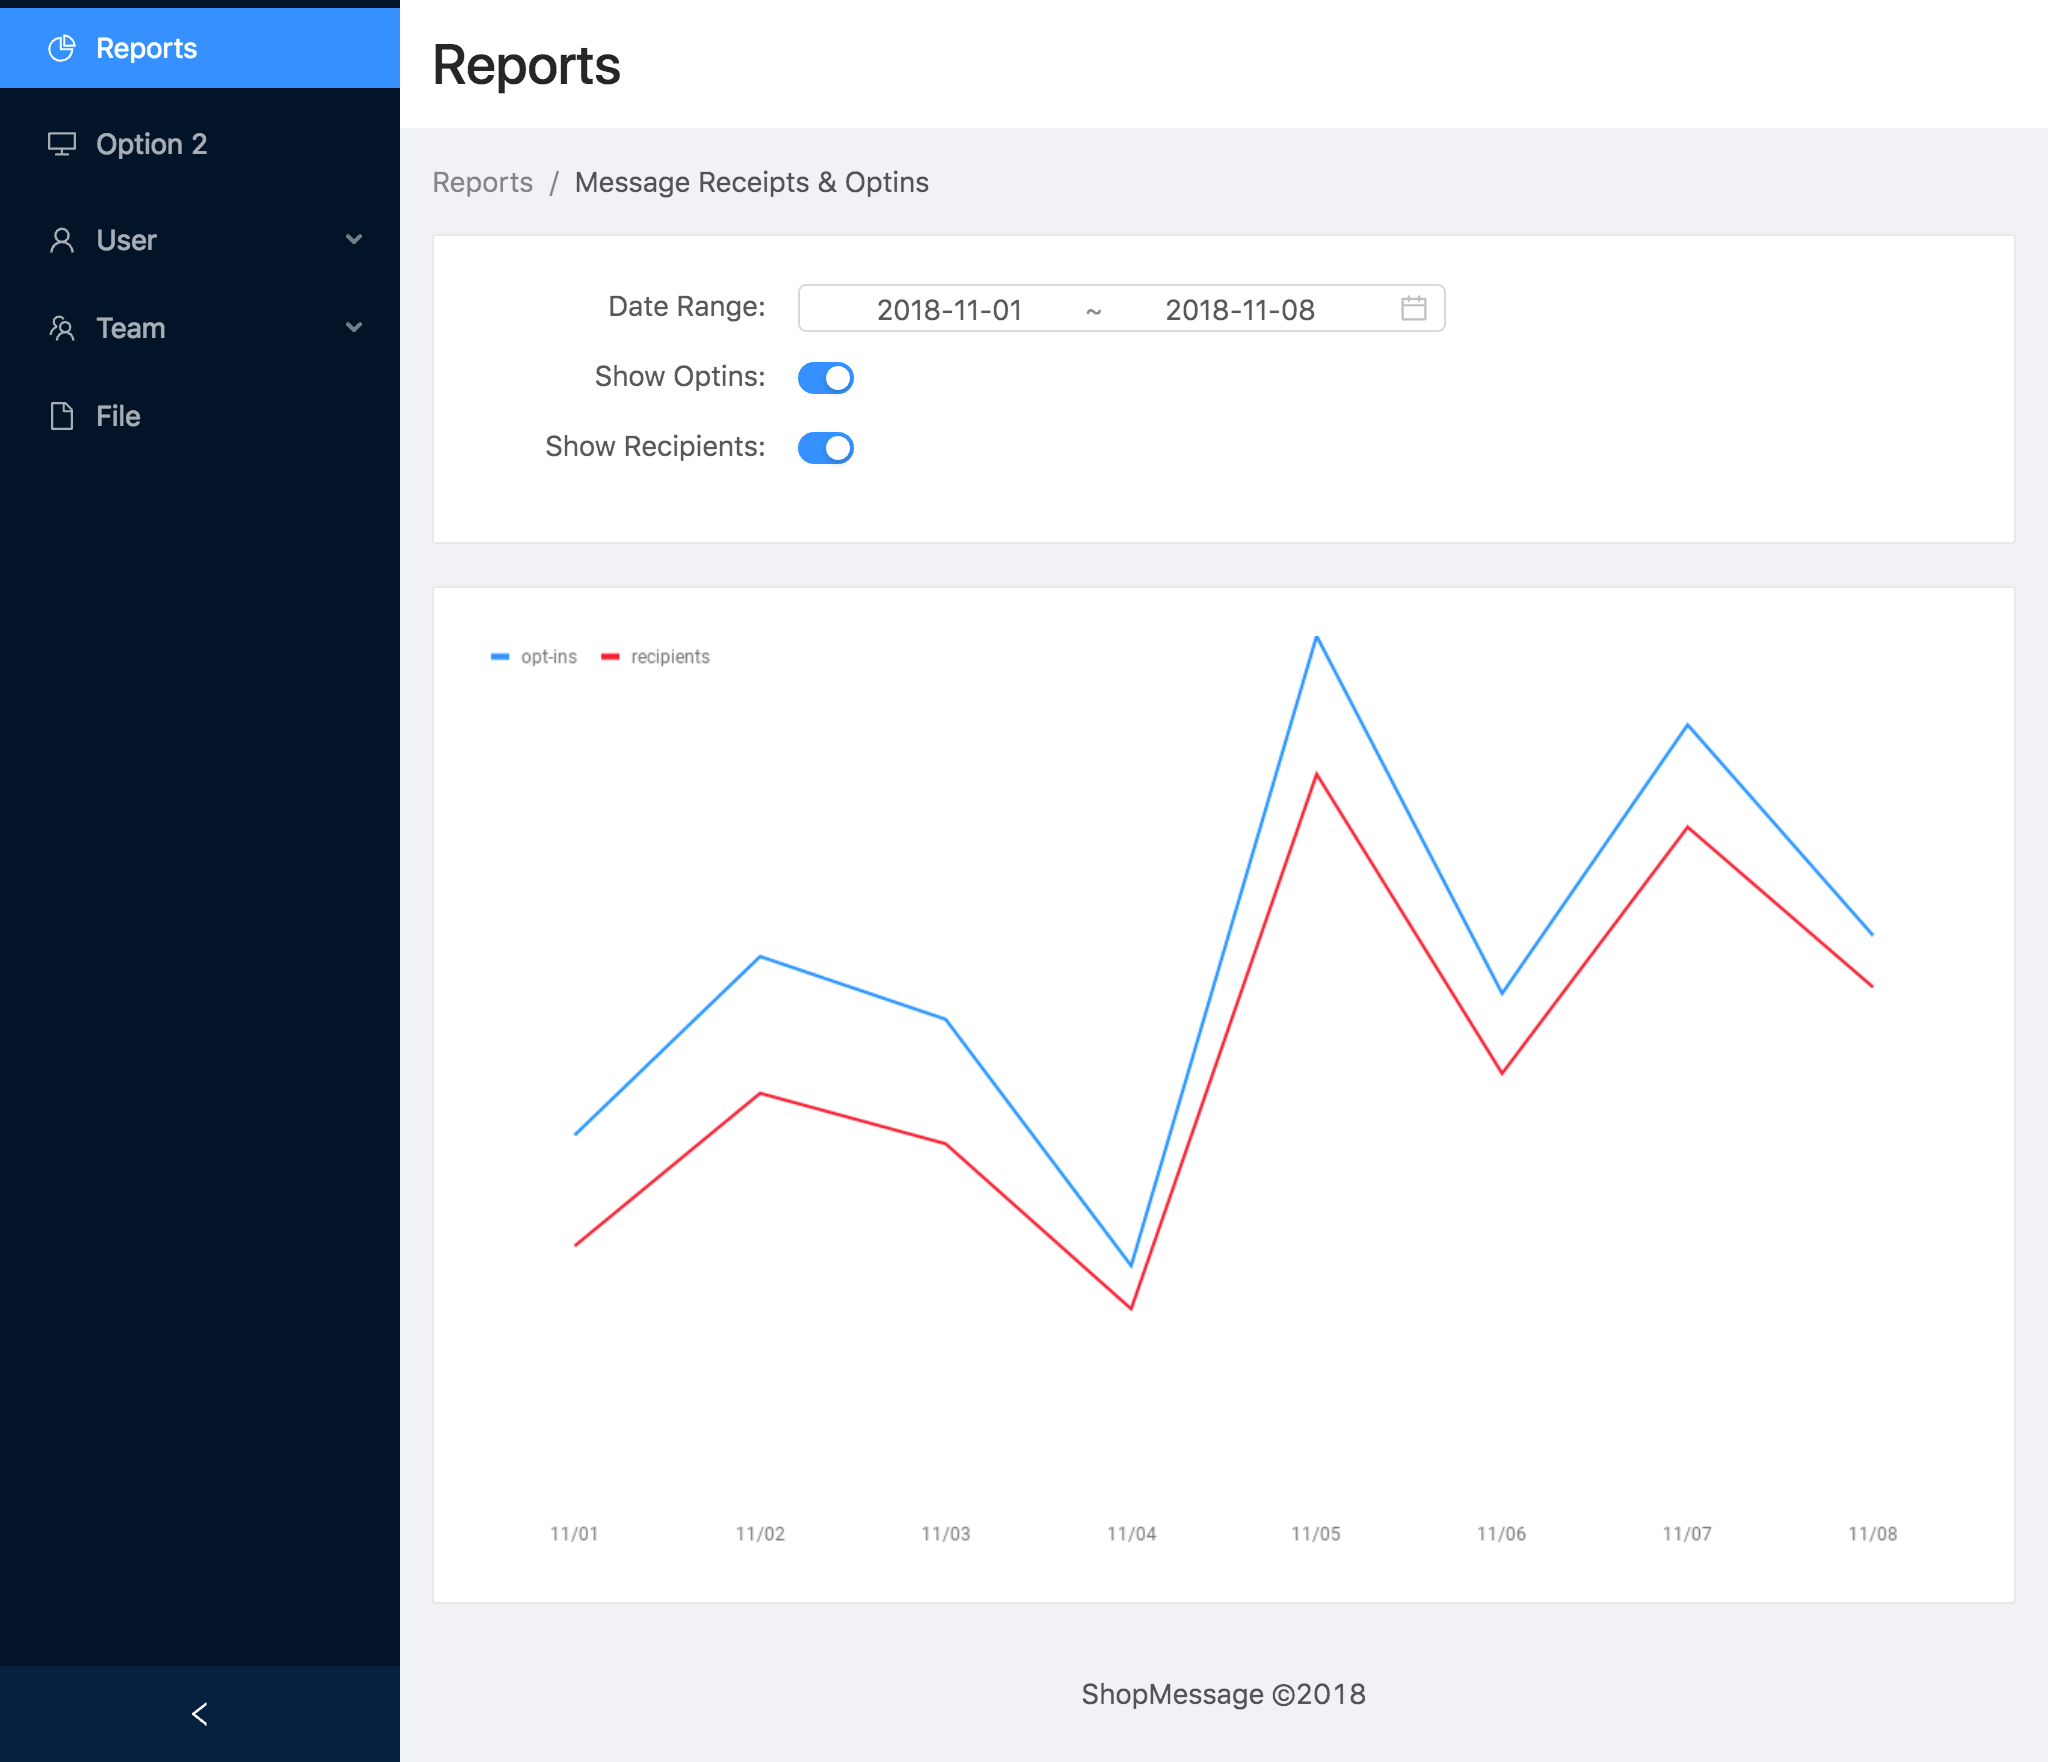 Reports
Option 2
User
Team
File
Reports
Reports / Message Receipts & Optins
Date Range: 2018-11-01 ~ 2018-11-08
Show Optins:
Show Recipients:
opt-ins recipients
11/01 11/02 11/03 11/04 11/05 11/06 11/07 11/08
ShopMessage ©2018